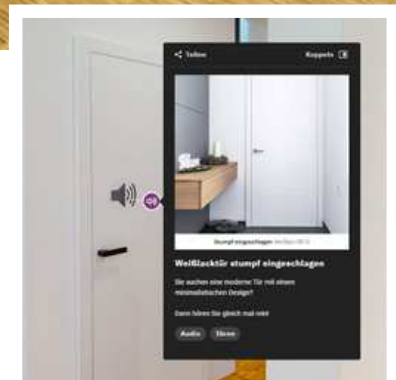 Teilen
Koppeln
Stumpf eingeschlagen
Weißlacktür stumpf eingeschlagen
Sie suchen eine moderne Tür mit einem
minimalistischen Design?
Dann hören Sie gleich mal rein!
Audio
Türen